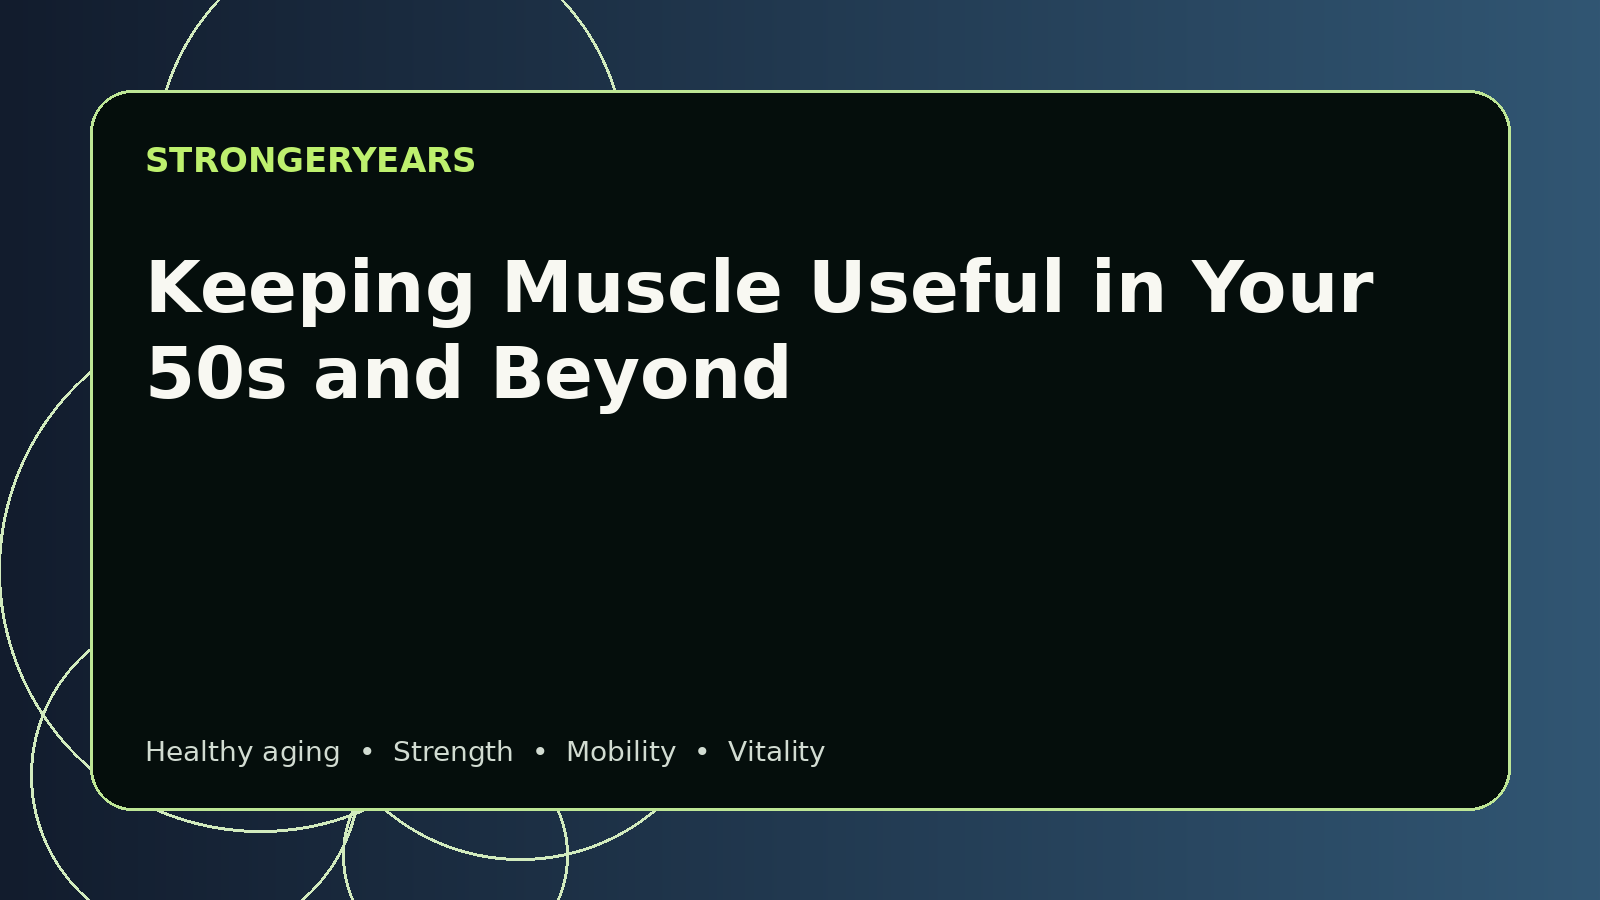 STRONGERYEARS
Keeping Muscle Useful in Your
50s and Beyond
Healthy aging • Strength • Mobility • Vitality